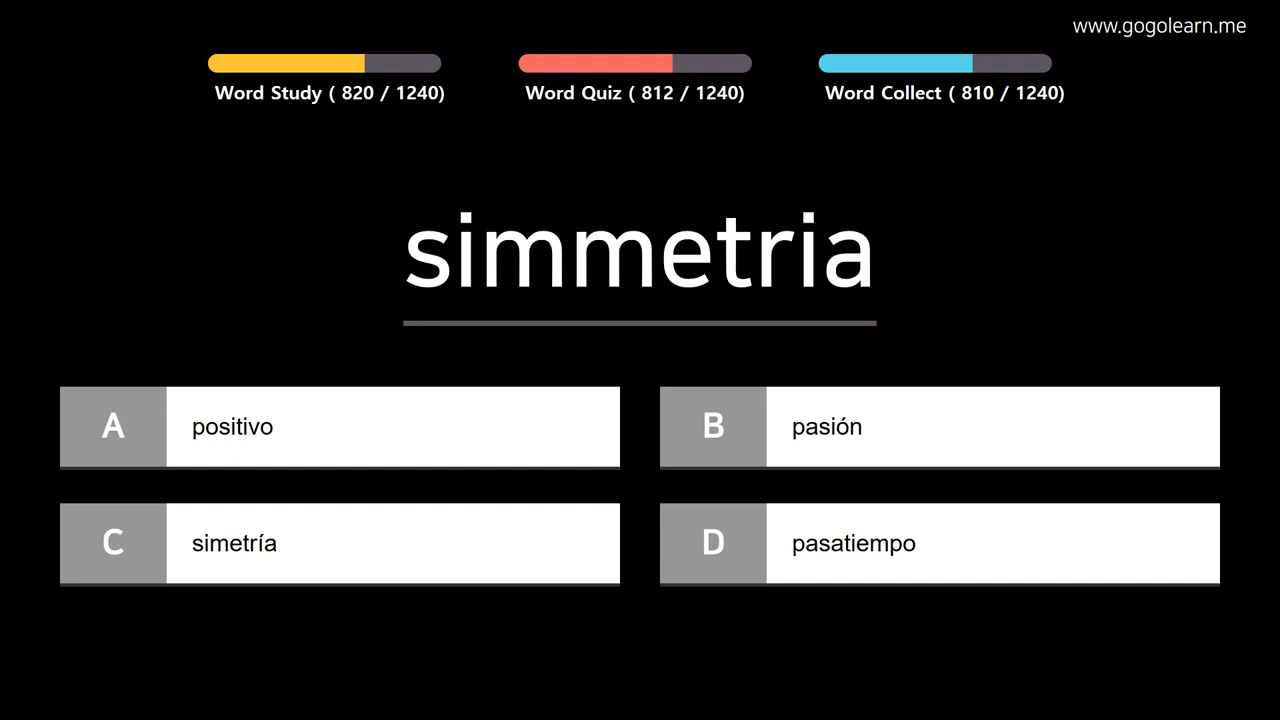 www.gogolearn.me
Word Study ( 820 / 1240)
Word Quiz ( 812 / 1240)
Word Collect ( 810 / 1240)
simmetria
A positivo
B pasión
C simetría
D pasatiempo